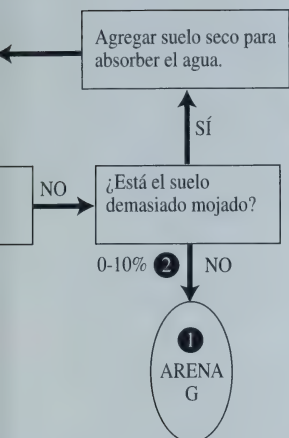 Agregar suelo seco para
absorber el agua.
SÍ
NO
¿Está el suelo
demasiado mojado?
0-10% 2 NO
1
ARENA
G